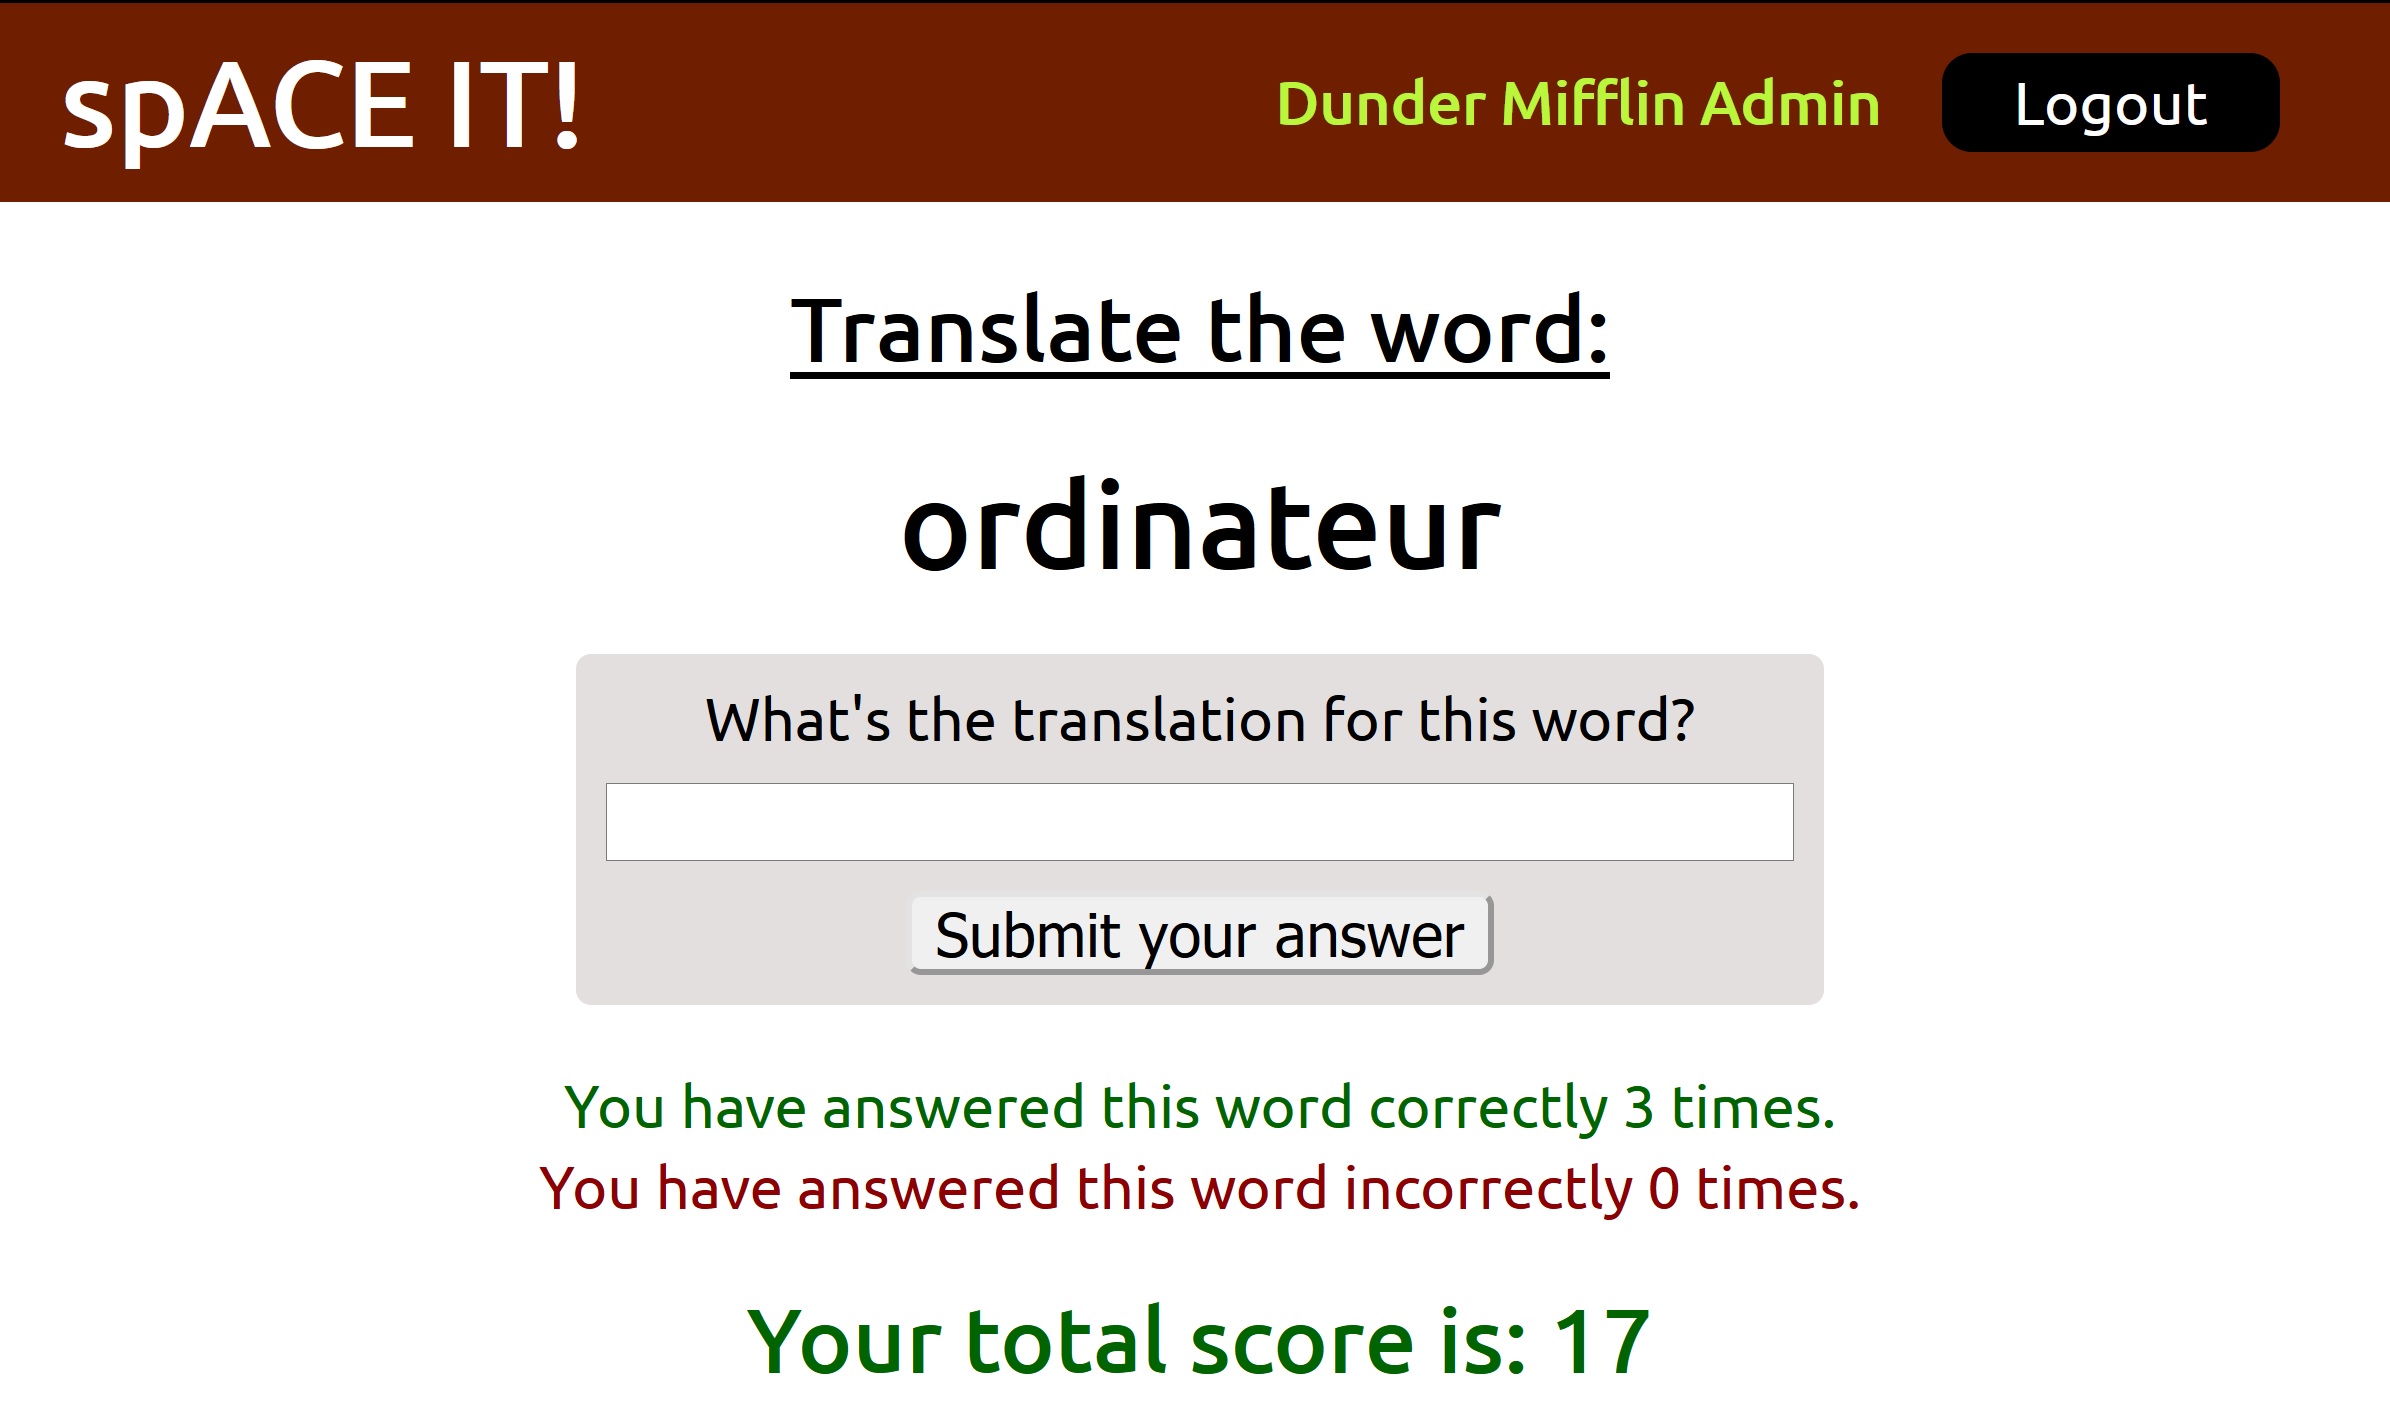 spACE IT!
Dunder Mifflin Admin
Logout
Translate the word:
ordinateur
What's the translation for this word?
Submit your answer
You have answered this word correctly 3 times.
You have answered this word incorrectly 0 times.
Your total score is: 17